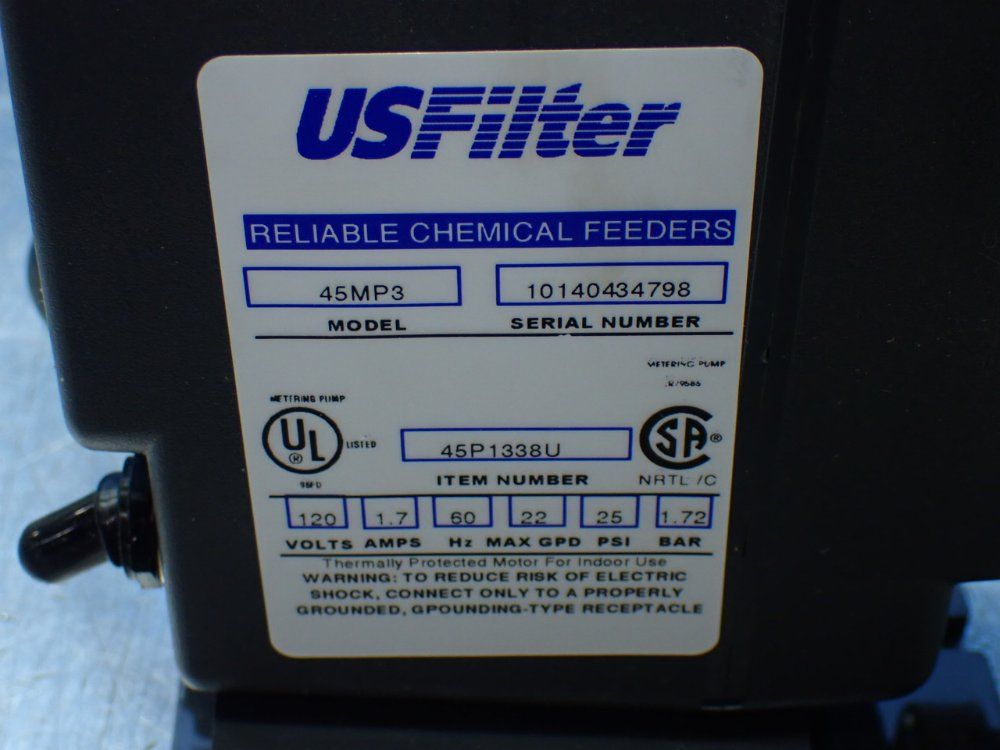 USFilter
RELIABLE CHEMICAL FEEDERS
45MP3 10140434798
MODEL SERIAL NUMBER
METERING PUMP
METERING PUMP
UL ® LISTED 45P1338U SA ®
ITEM NUMBER NRTL /C
120 1.7 60 22 25 1.72
VOLTS AMPS Hz MAX GPD PSI BAR
Thermally Protected Motor For Indoor Use
WARNING: TO REDUCE RISK OF ELECTRIC
SHOCK, CONNECT ONLY TO A PROPERLY
GROUNDED, GPOUNDING-TYPE RECEPTACLE